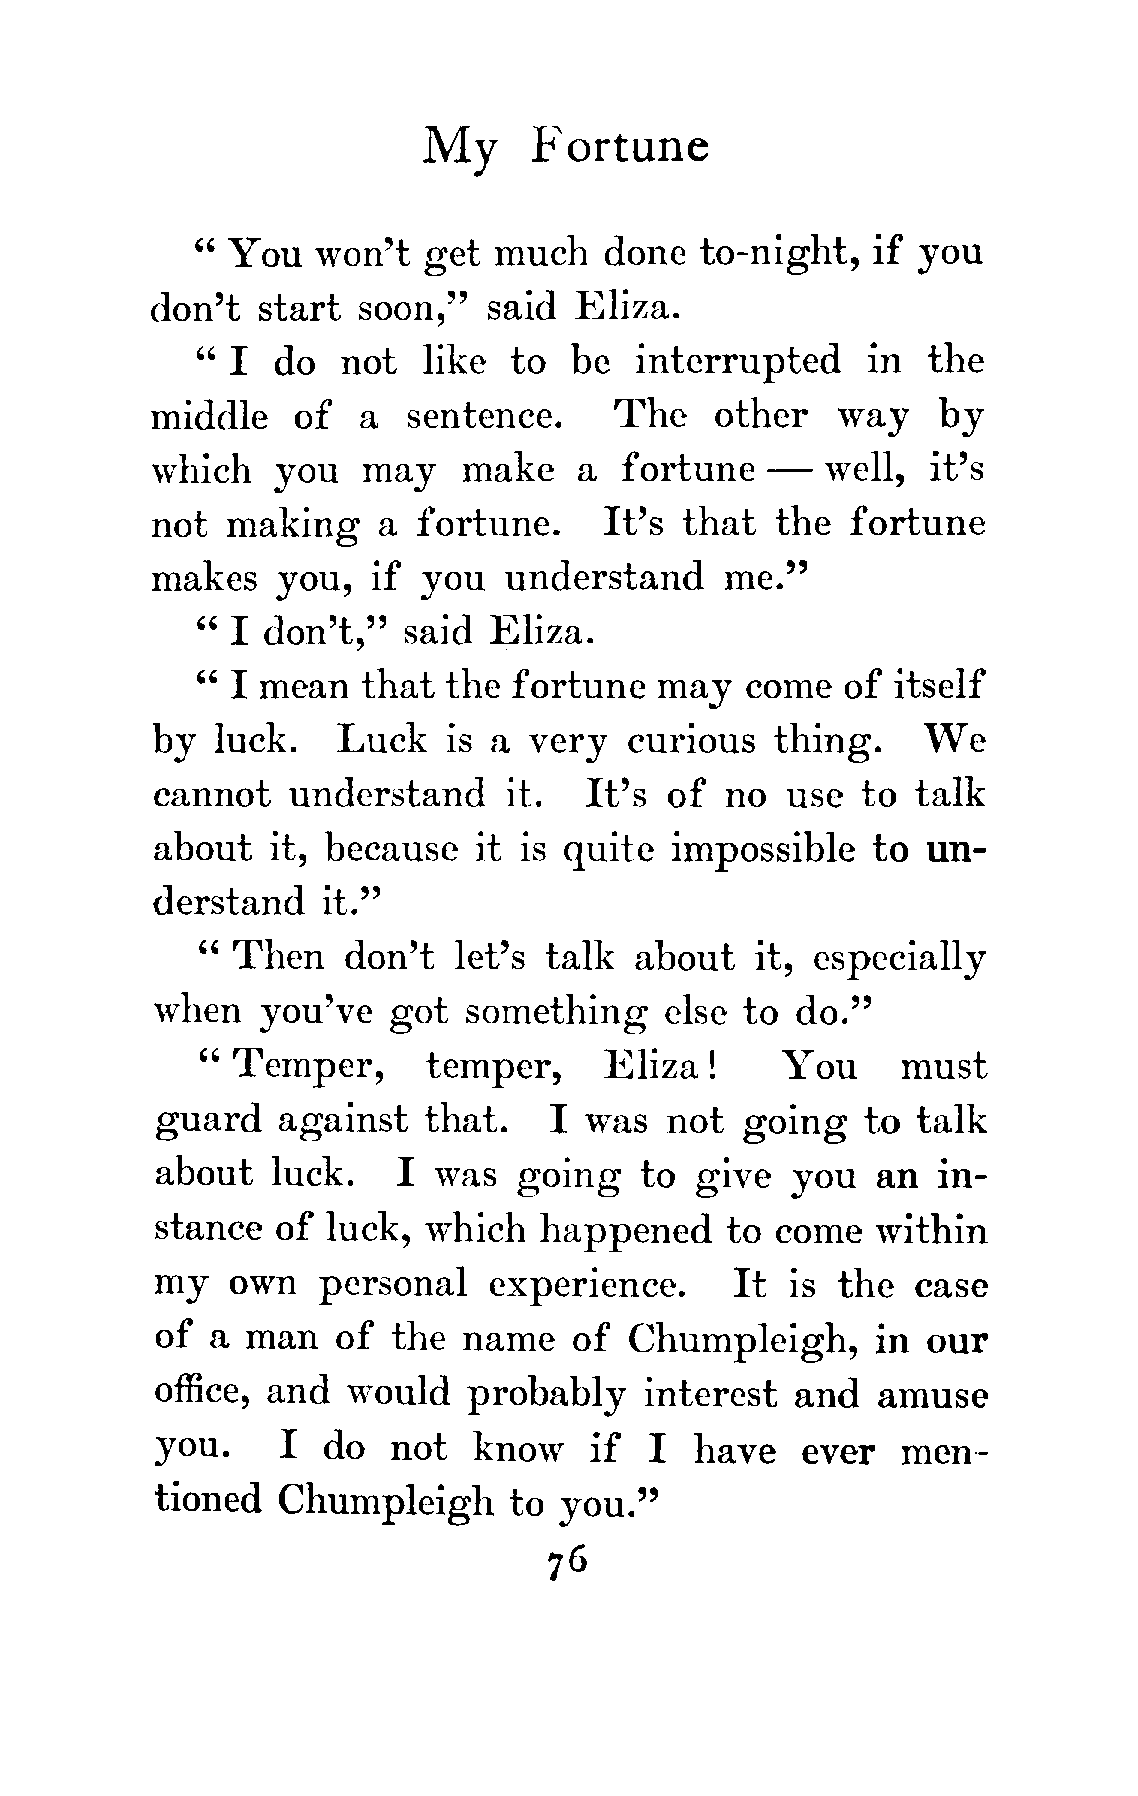 My Fortune
“ You won’t get much done to-night, if you
don’t start soon,” said Eliza.
“ I do not like to be interrupted in the
middle of a sentence. The other way by
which you may make a fortune — well, it’s
not making a fortune. It’s that the fortune
makes you, if you understand me.”
“ I don’t,” said Eliza.
“ I mean that the fortune may come of itself
by luck. Luck is a very curious thing. We
cannot understand it. It’s of no use to talk
about it, because it is quite impossible to un-
derstand it.”
“ Then don’t let’s talk about it, especially
when you’ve got something else to do.”
“ Temper, temper, Eliza ! You must
guard against that. I was not going to talk
about luck. I was going to give you an in-
stance of luck, which happened to come within
my own personal experience. It is the case
of a man of the name of Chumpleigh, in our
office, and would probably interest and amuse
you. I do not know if I have ever men-
tioned Chumpleigh to you.”
76